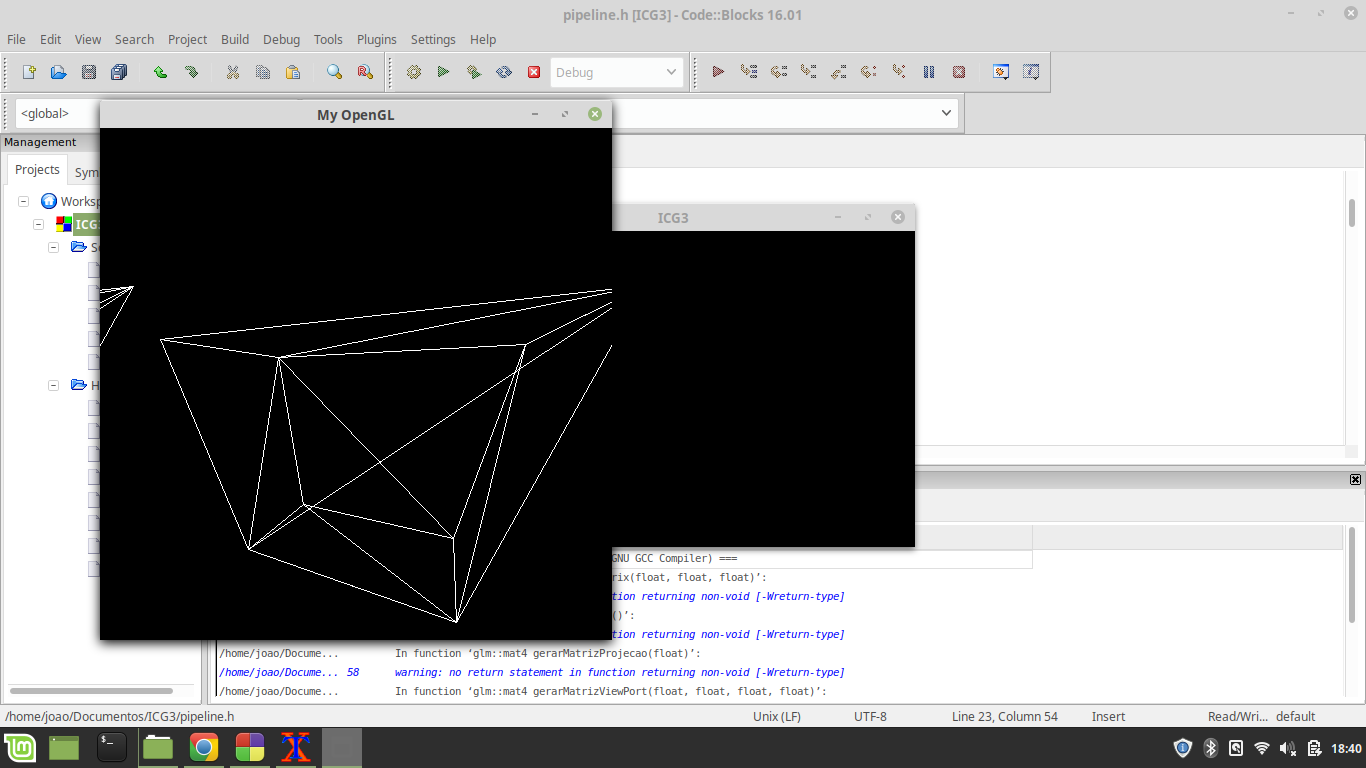 pipeline.h [ICG3] - Code::Blocks 16.01
File Edit View Search Project Build Debug Tools Plugins Settings Help
Debug
<global>
My OpenGL
Management
Projects
ICG3
=== 
GNU GCC Compiler) ===
rix(float, float, float)’:
tion returning non-void [-Wreturn-type]
()’:
tion returning non-void [-Wreturn-type]
/home/joao/Docume... In function ‘glm::mat4 gerarMatrizProjecao(float)’:
/home/joao/Docume... 58 warning: no return statement in function returning non-void [-Wreturn-type]
/home/joao/Docume... In function ‘glm::mat4 gerarMatrizViewPort(float, float, float, float)’:
/home/joao/Documentos/ICG3/pipeline.h Unix (LF) UTF-8 Line 23, Column 54 Insert Read/Wri... default
18:40